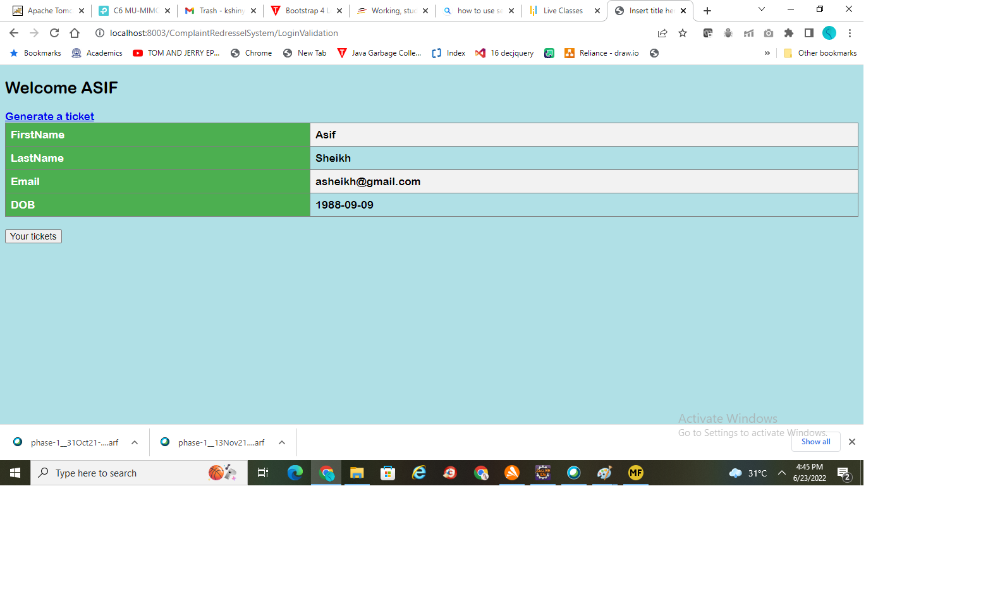 Apache Tomc
C6 MU-MIMO
Trash - kshiny
Bootstrap 4 L
Working, stud
how to use se
Live Classes
Insert title he
localhost:8003/ComplaintRedresselSystem/LoginValidation
Bookmarks
Academics
TOM AND JERRY EP...
Chrome
New Tab
Java Garbage Colle...
Index
16 decjquery
Reliance - draw.io
»
Other bookmarks
Welcome ASIF
Generate a ticket
FirstName Asif
LastName Sheikh
Email asheikh@gmail.com
DOB 1988-09-09
Your tickets
Activate Windows
Go to Settings to activate Windows.
phase-1__31Oct21-....arf
phase-1__13Nov21....arf
Show all
Type here to search
MF
31°C
4:45 PM
6/23/2022
2